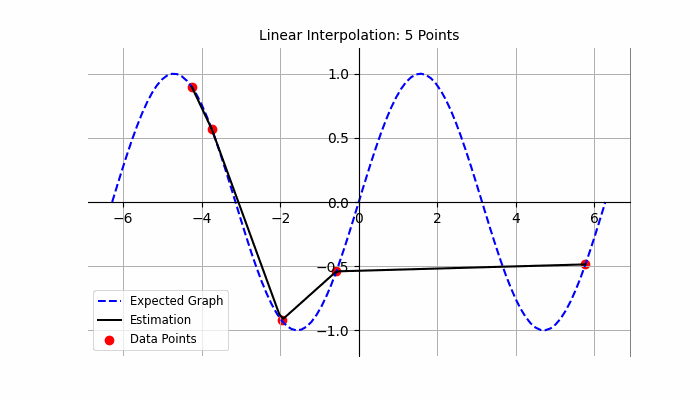 Linear Interpolation: 5 Points
1.0
0.5
0.0
−6 −4 −2 0 2 4 6
−0.5
−1.0
Expected Graph
Estimation
Data Points